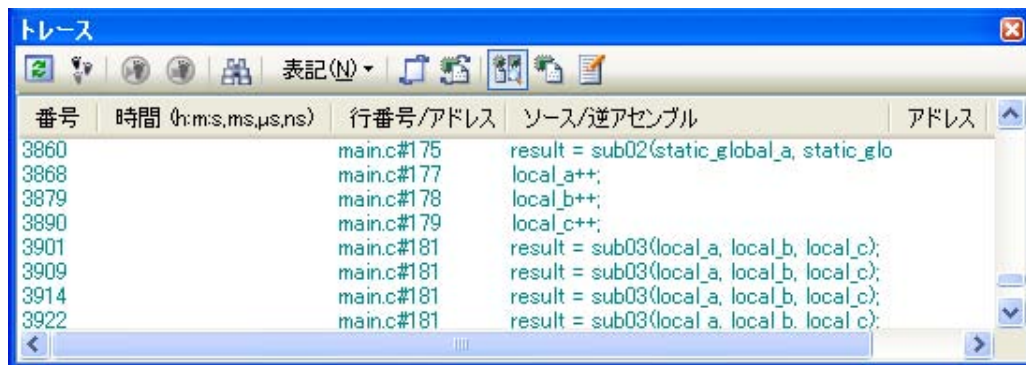 トレース
表記(N)
番号 時間 (h:m:s,ms,μs,ns) 行番号/アドレス ソース/逆アセンブル アドレス
3860 main.c#175 result = sub02(static_global_a, static_glo
3868 main.c#177 local_a++;
3879 main.c#178 local_b++;
3890 main.c#179 local_c++;
3901 main.c#181 result = sub03(local_a, local_b, local_c);
3909 main.c#181 result = sub03(local_a, local_b, local_c);
3914 main.c#181 result = sub03(local_a, local_b, local_c);
3922 main.c#181 result = sub03(local_a, local_b, local_c);